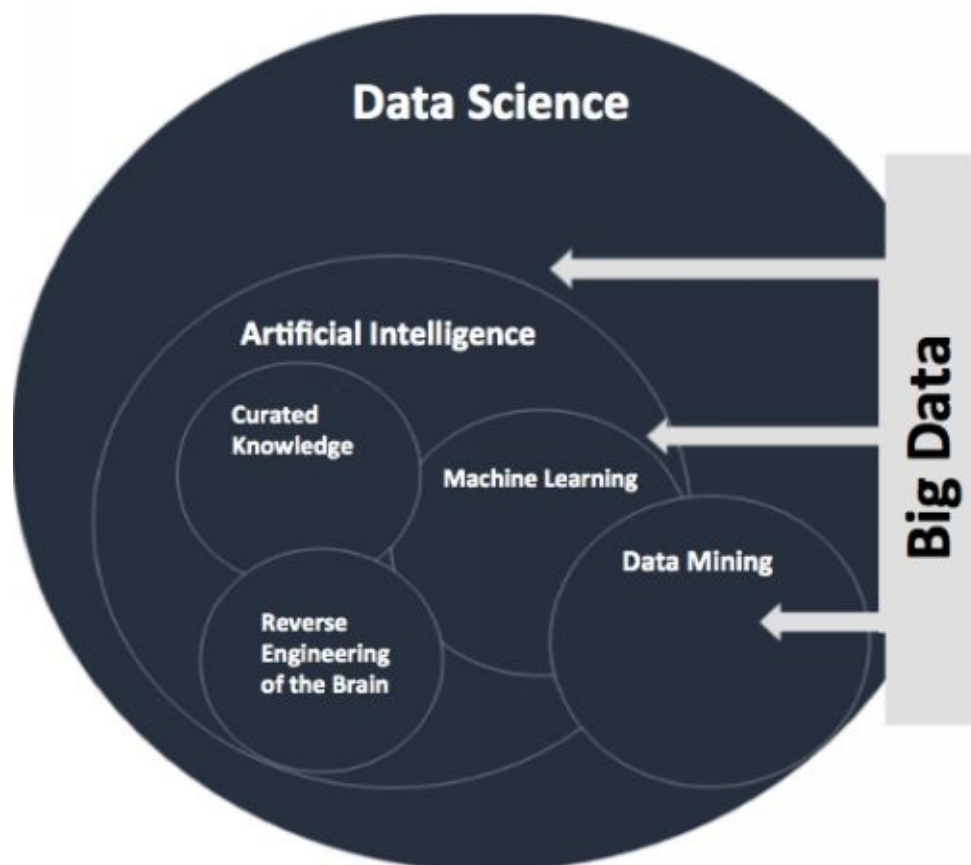 Data Science
Artificial Intelligence
Curated
Knowledge
Machine Learning
Data Mining
Reverse
Engineering
of the Brain
Big Data